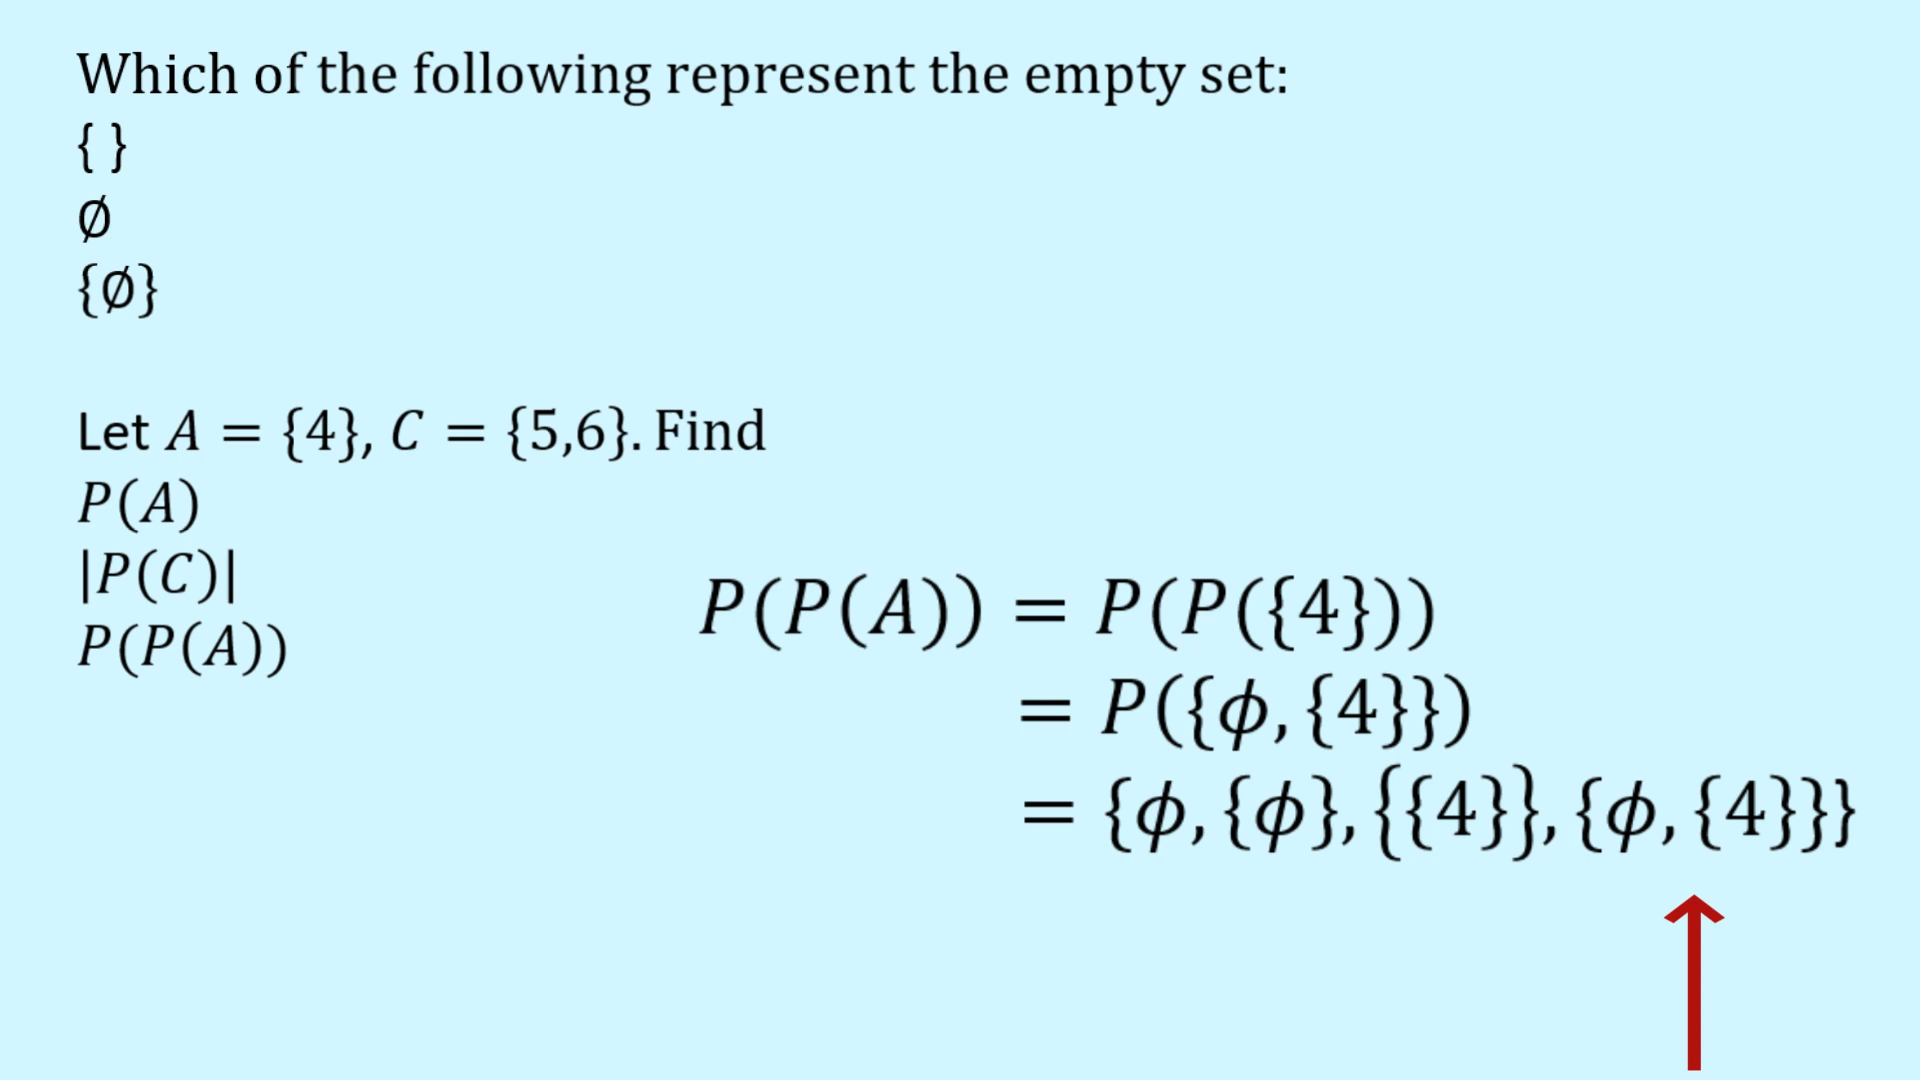 Which of the following represent the empty set:
{ }
∅
{∅}
Let A = {4}, C = {5,6}. Find
P(A)
|P(C)|
P(P(A))
P(P(A)) = P(P({4}))
= P({ϕ, {4}})
= {ϕ, {ϕ}, {{4}}, {ϕ, {4}}}